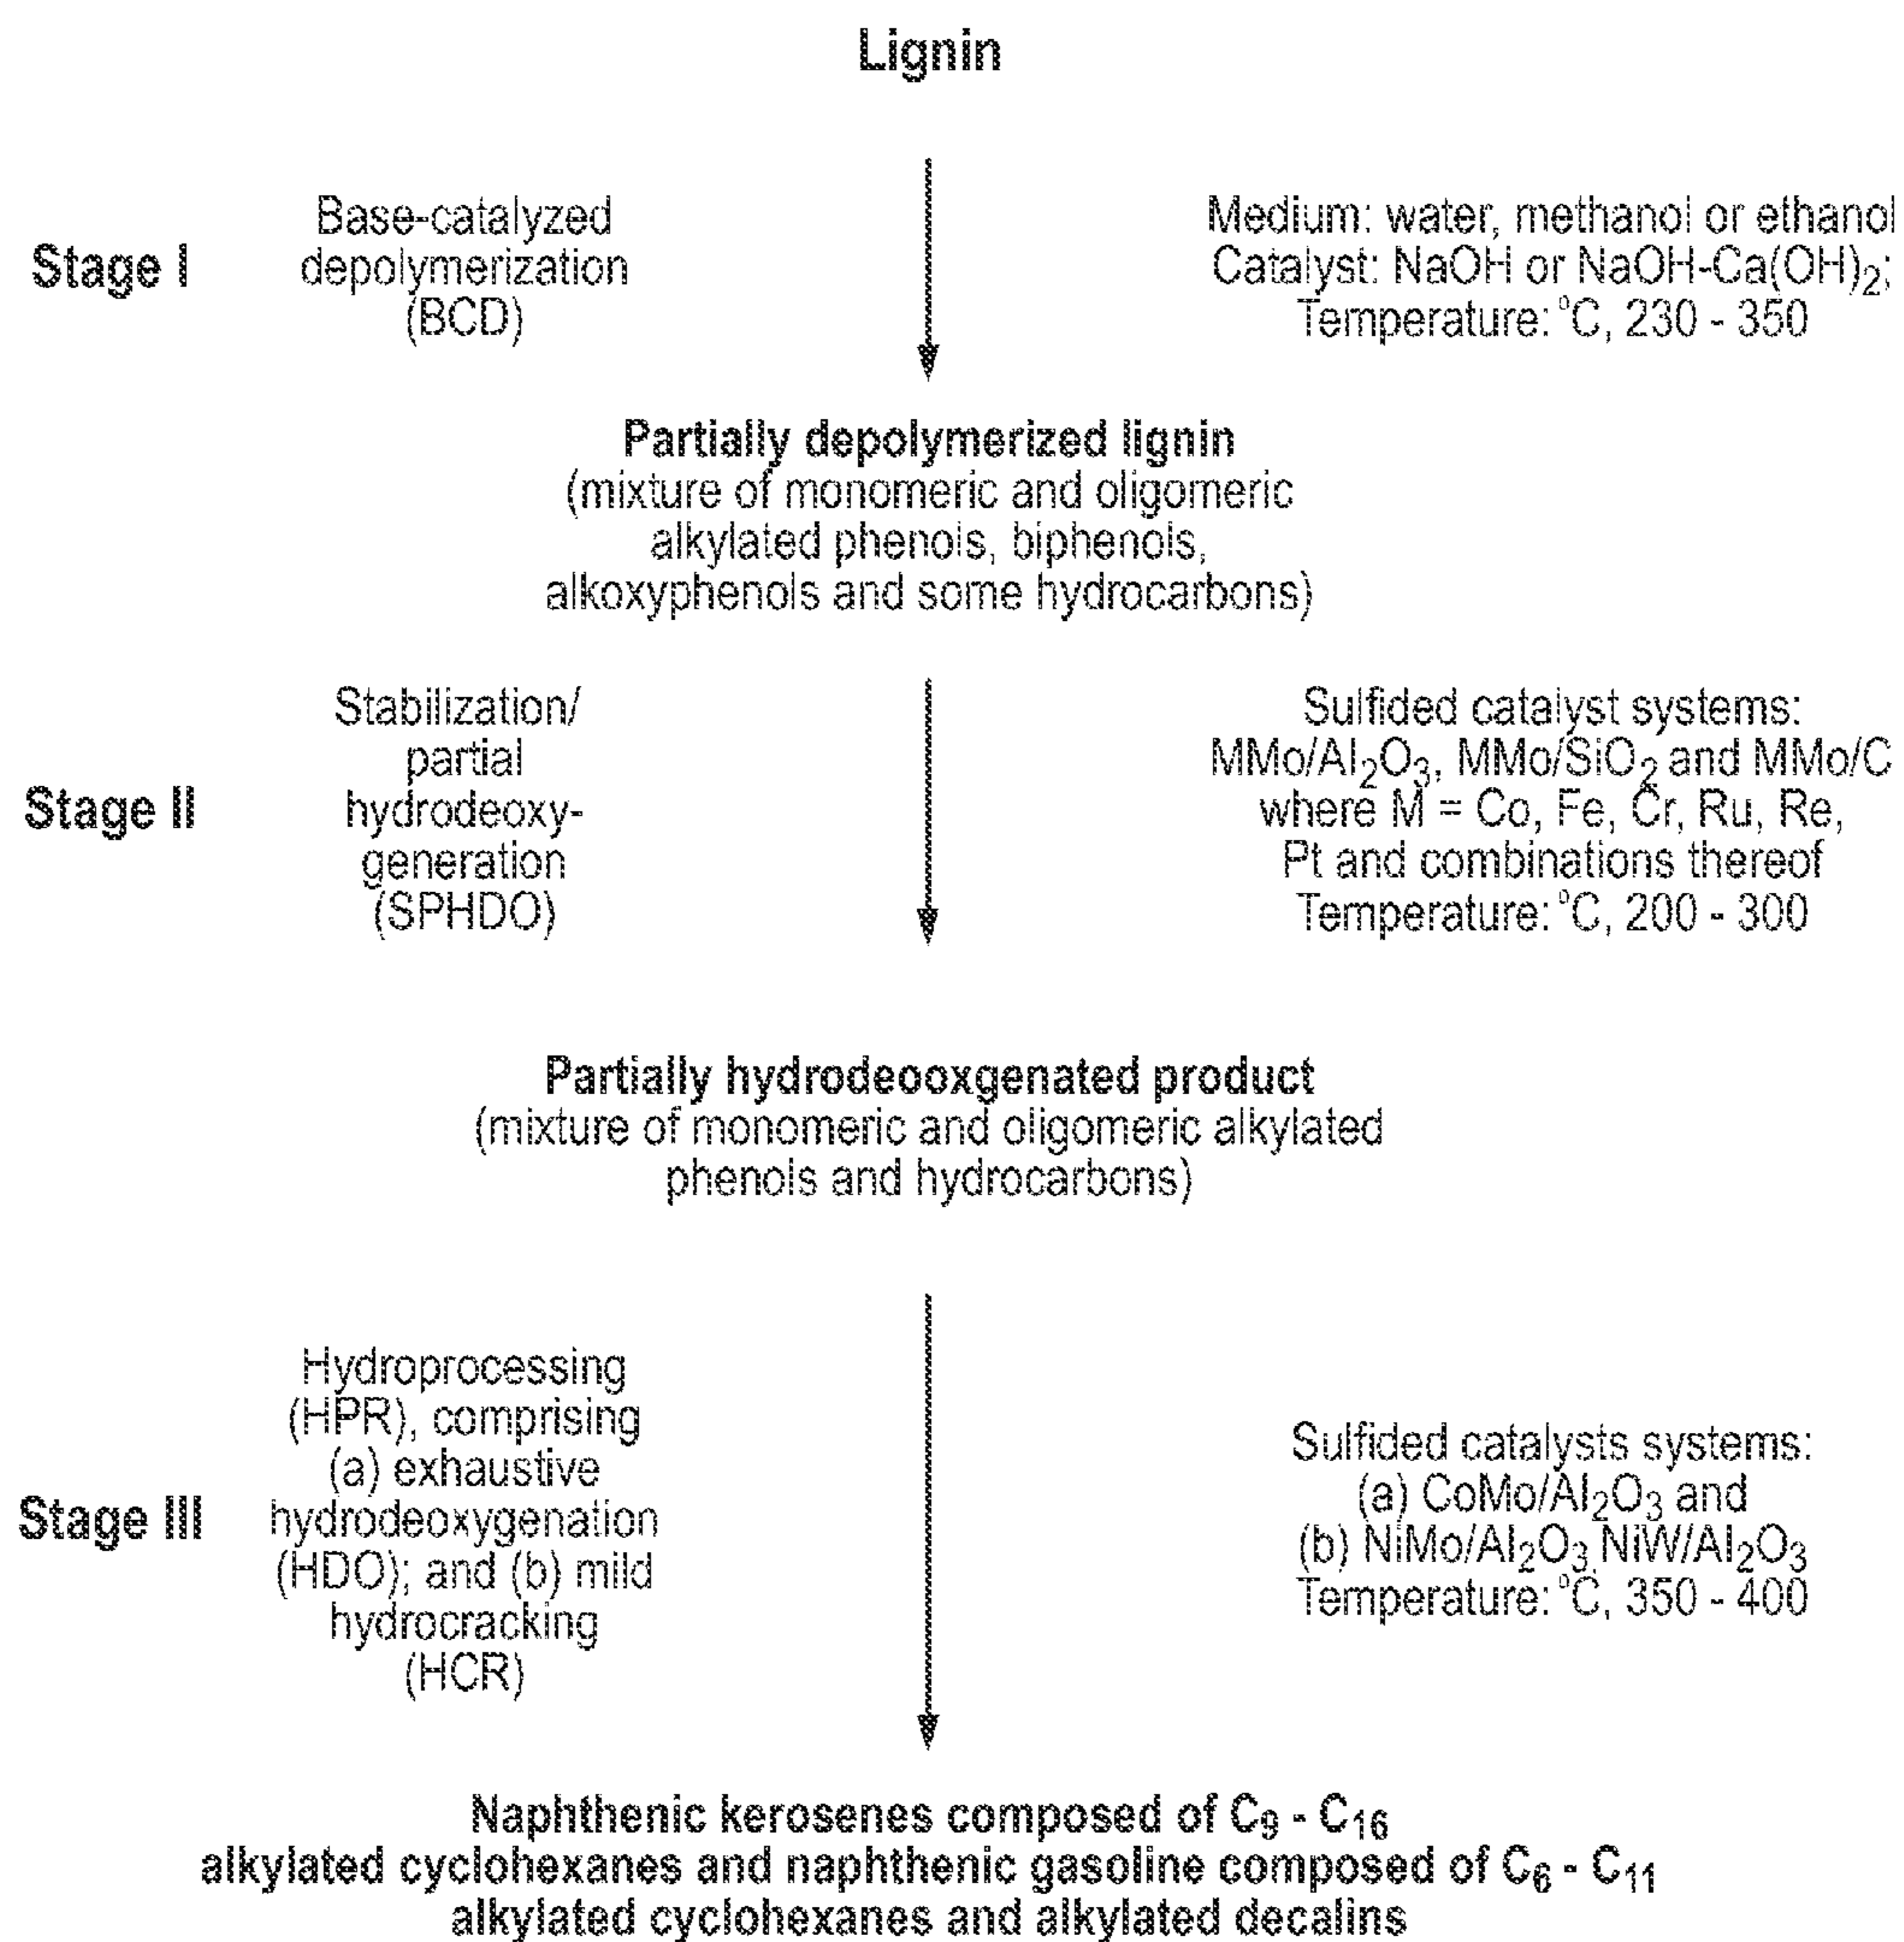 Lignin
Stage I
Base-catalyzed
depolymerization
(BCD)
Medium: water, methanol or ethanol
Catalyst: NaOH or NaOH-Ca(OH)₂;
Temperature: °C, 230 - 350
Partially depolymerized lignin
(mixture of monomeric and oligomeric
alkylated phenols, biphenols,
alkoxyphenols and some hydrocarbons)
Stage II
Stabilization/
partial
hydrodeoxy-
generation
(SPHDO)
Sulfided catalyst systems:
MMo/Al₂O₃, MMo/SiO₂ and MMo/C
where M = Co, Fe, Cr, Ru, Re,
Pt and combinations thereof
Temperature: °C, 200 - 300
Partially hydrodeooxgenated product
(mixture of monomeric and oligomeric alkylated
phenols and hydrocarbons)
Stage III
Hydroprocessing
(HPR), comprising
(a) exhaustive
hydrodeoxygenation
(HDO); and (b) mild
hydrocracking
(HCR)
Sulfided catalysts systems:
(a) CoMo/Al₂O₃ and
(b) NiMo/Al₂O₃, NiW/Al₂O₃
Temperature: °C, 350 - 400
Naphthenic kerosenes composed of C₉ - C₁₆
alkylated cyclohexanes and naphthenic gasoline composed of C₆ - C₁₁
alkylated cyclohexanes and alkylated decalins